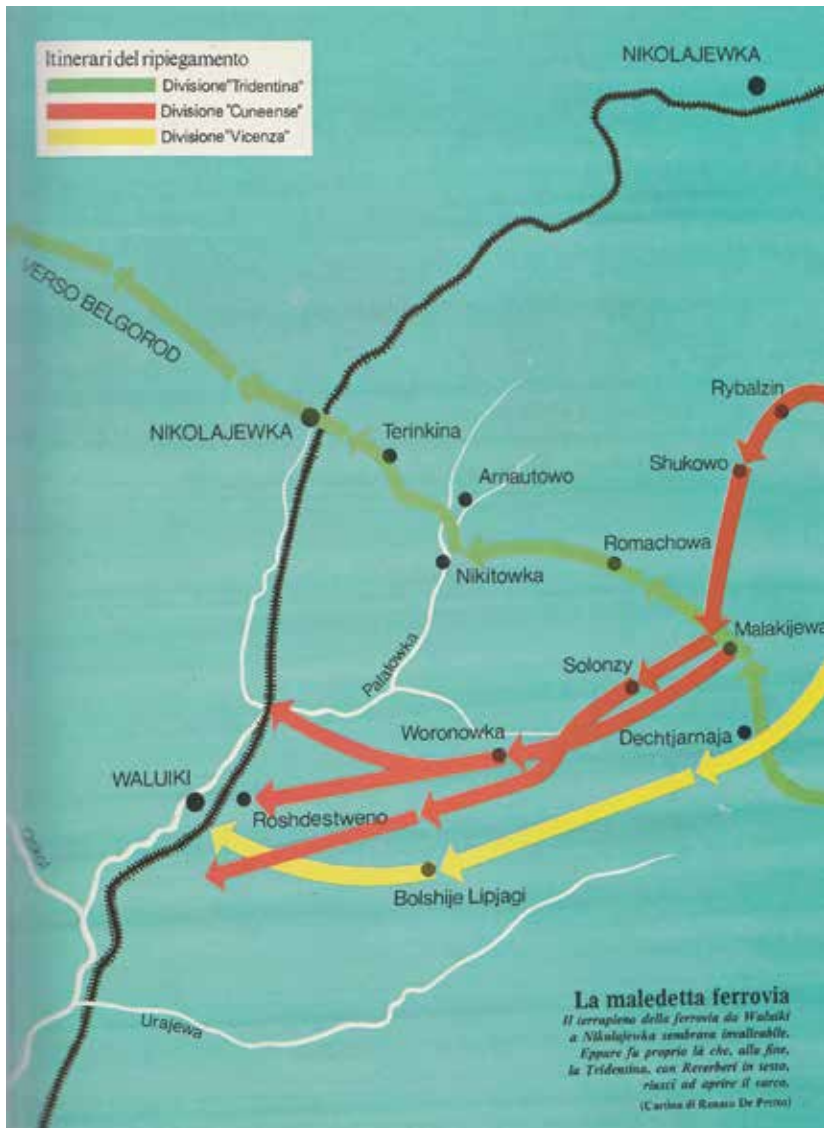 Itinerari del ripiegamento
Divisione "Tridentina"
Divisione "Cuneense"
Divisione "Vicenza"
NIKOLAJEWKA
VERSO BELGOROD
Rybalzin
NIKOLAJEWKA
Terinkina
Shukowo
Arnautowo
Romachowa
Nikitowka
Malakijewa
Palatowka
Solonzy
Woronowka
Dechtjarnaja
WALUIKI
Roshdestweno
Bolshije Lipjagi
Urajewa
La maledetta ferrovia
Il terrapieno della ferrovia da Waluiki
a Nikolajewka sembrava invalicabile.
Eppure fu proprio là che, alla fine,
la Tridentina, con Reverberi in testa,
riuscì ad aprire il varco.
(Cartina di Renato De Pretto)